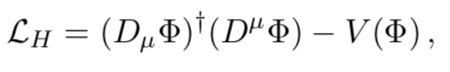 ℒ_H = (D_μΦ)†(D^μΦ) − V(Φ) ,